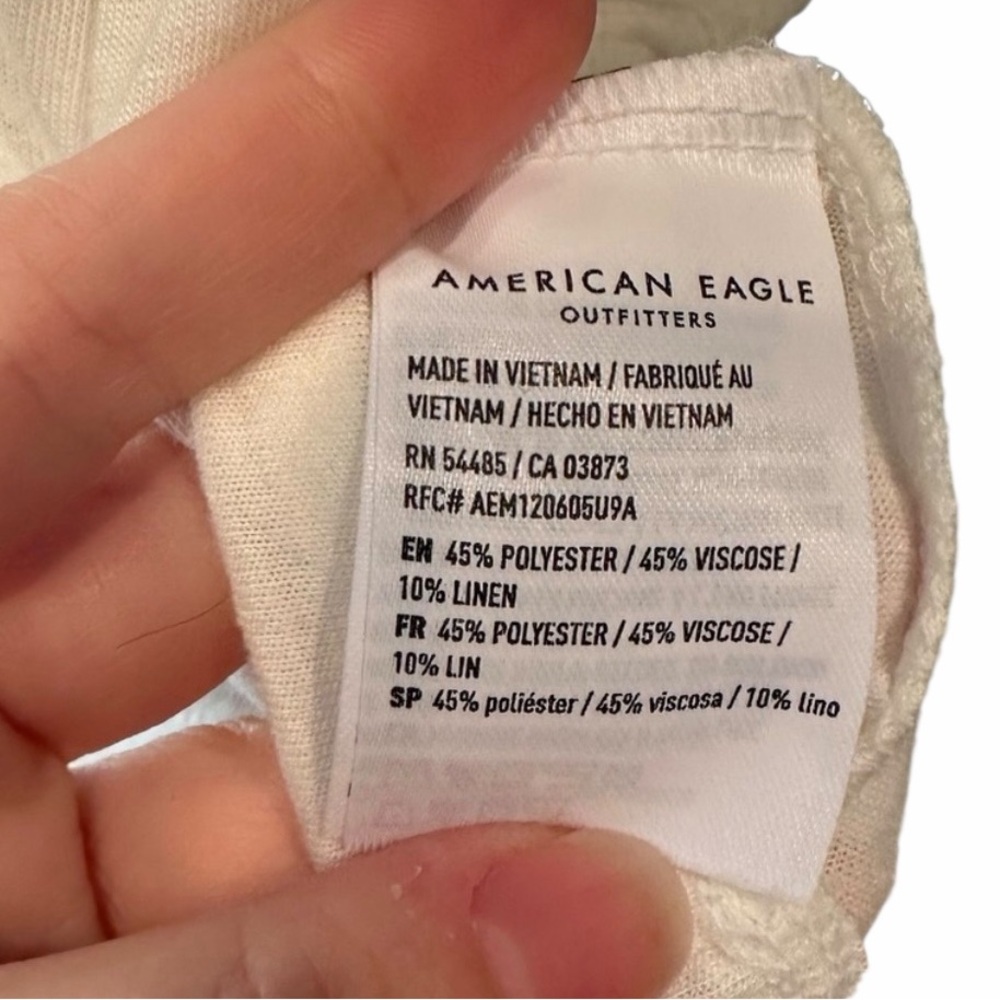 AMERICAN EAGLE
OUTFITTERS
MADE IN VIETNAM / FABRIQUÉ AU
VIETNAM / HECHO EN VIETNAM
RN 54485 / CA 03873
RFC# AEM120605U9A
EN 45% POLYESTER / 45% VISCOSE /
10% LINEN
FR 45% POLYESTER / 45% VISCOSE /
10% LIN
SP 45% poliéster / 45% viscosa / 10% lino